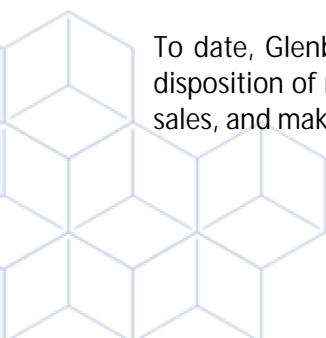 To date, Glenb
disposition of
sales, and mak